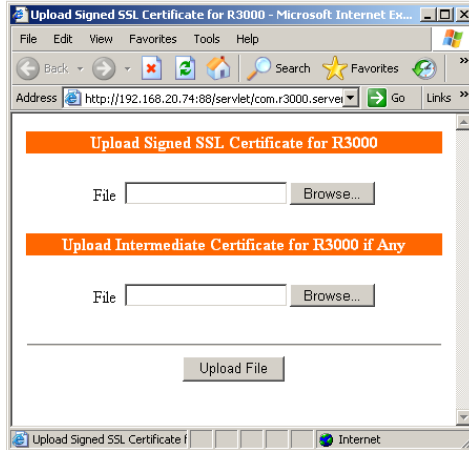 Upload Signed SSL Certificate for R3000 - Microsoft Internet Ex...
File Edit View Favorites Tools Help
Back Search Favorites »
Address http://192.168.20.74:88/servlet/com.r3000.server Go Links »
Upload Signed SSL Certificate for R3000
File Browse...
Upload Intermediate Certificate for R3000 if Any
File Browse...
Upload File
Upload Signed SSL Certificate f Internet